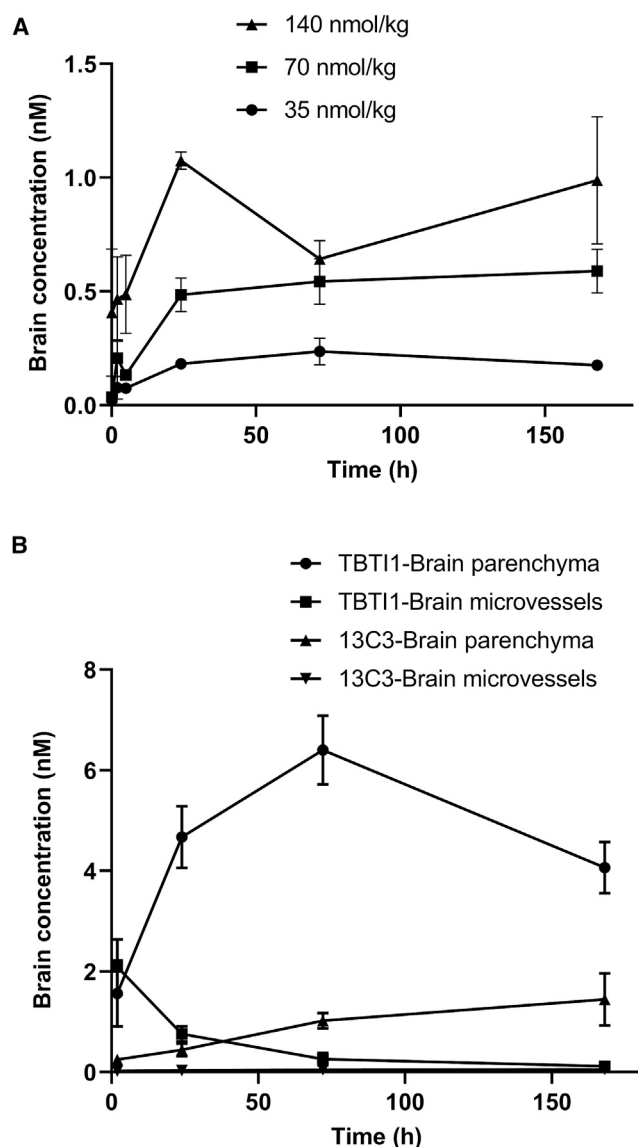 A
140 nmol/kg
70 nmol/kg
35 nmol/kg
Brain concentration (nM)
1.5
1.0
0.5
0.0
0 50 100 150
Time (h)
B
TBTI1-Brain parenchyma
TBTI1-Brain microvessels
13C3-Brain parenchyma
13C3-Brain microvessels
Brain concentration (nM)
8
6
4
2
0
0 50 100 150
Time (h)